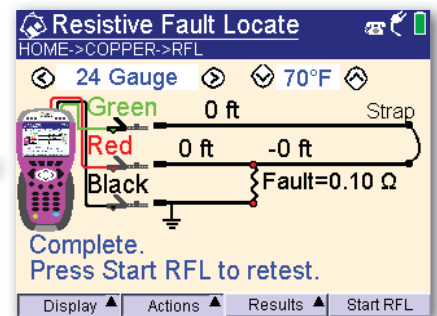 Resistive Fault Locate
HOME->COPPER->RFL
24 Gauge 70°F
Green 0 ft Strap
Red 0 ft -0 ft
Black Fault=0.10 Ω
Complete.
Press Start RFL to retest.
Display Actions Results Start RFL